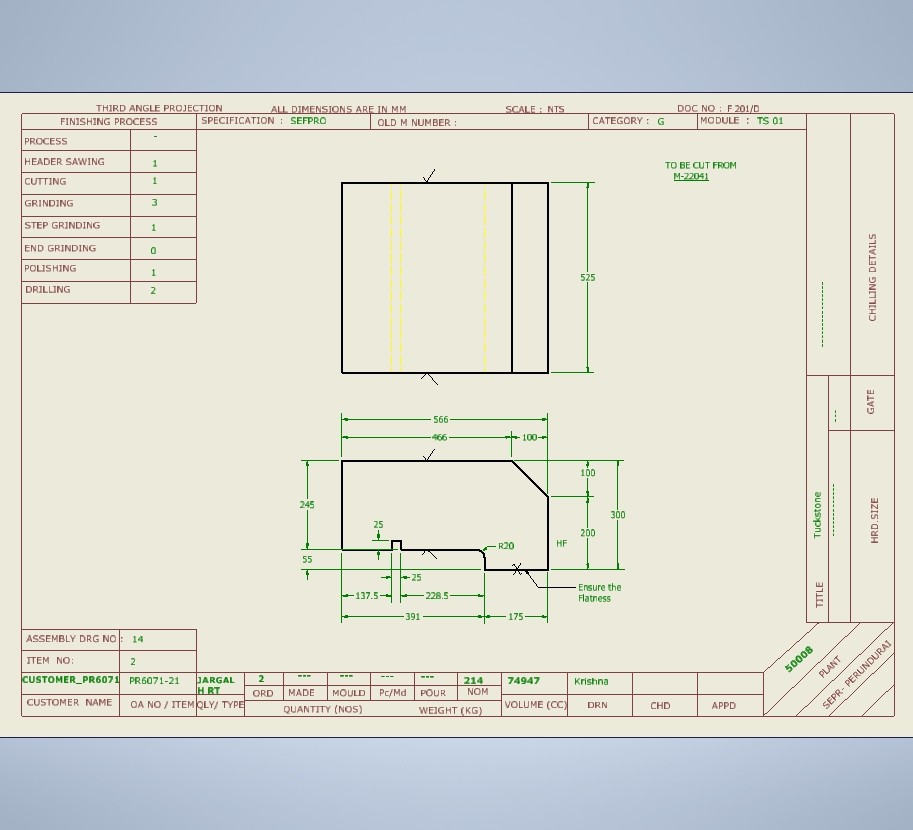 THIRD ANGLE PROJECTION ALL DIMENSIONS ARE IN MM SCALE : NTS DOC NO : F 201/D
FINISHING PROCESS SPECIFICATION : SEFPRO OLD M NUMBER : CATEGORY : G MODULE : TS 01
PROCESS -
HEADER SAWING 1
CUTTING 1
GRINDING 3
STEP GRINDING 1
END GRINDING 0
POLISHING 1
DRILLING 2
TO BE CUT FROM
M-22041
525
566
466 100
245
25
55
25
137.5 228.5
391 175
R20
HF
100
200
300
Ensure the
Flatness
CHILLING DETAILS
--------------
GATE
---
HRD.SIZE
--------------
TITLE Tuckstone
ASSEMBLY DRG NO : 14
ITEM NO: 2
CUSTOMER_PR6071 PR6071-21 JARGAL
H RT
2 --- --- --- --- 214 74947 Krishna
ORD MADE MOULD Pc/Md POUR NOM
CUSTOMER NAME OA NO / ITEM QLY/ TYPE QUANTITY (NOS) WEIGHT (KG) VOLUME (CC) DRN CHD APPD
50008
PLANT
SEPR- PERUNDURAI